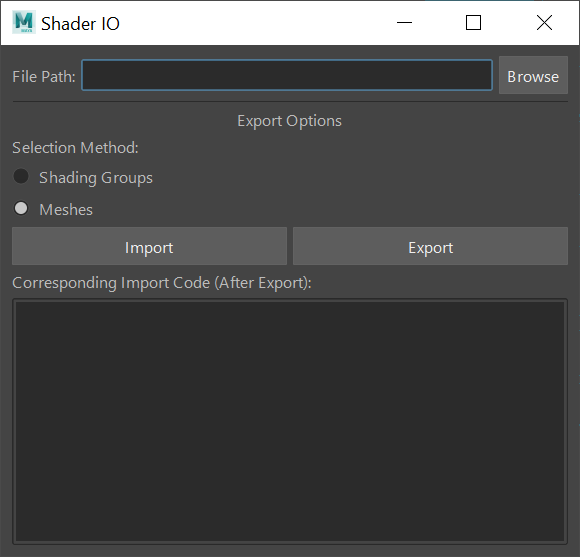 Shader IO
File Path: Browse
Export Options
Selection Method:
Shading Groups
Meshes
Import Export
Corresponding Import Code (After Export):